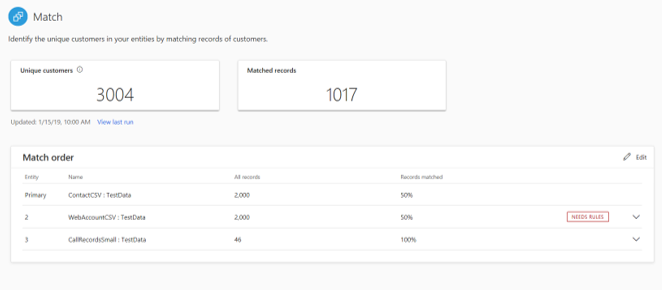 Match
Identify the unique customers in your entities by matching records of customers.
Unique customers
3004
Matched records
1017
Updated: 1/15/19, 10:00 AM View last run
Match order
Edit
Entity Name All records Records matched
Primary ContactCSV : TestData 2,000 50%
2 WebAccountCSV : TestData 2,000 50% NEEDS RULES
3 CallRecordsSmall : TestData 46 100%